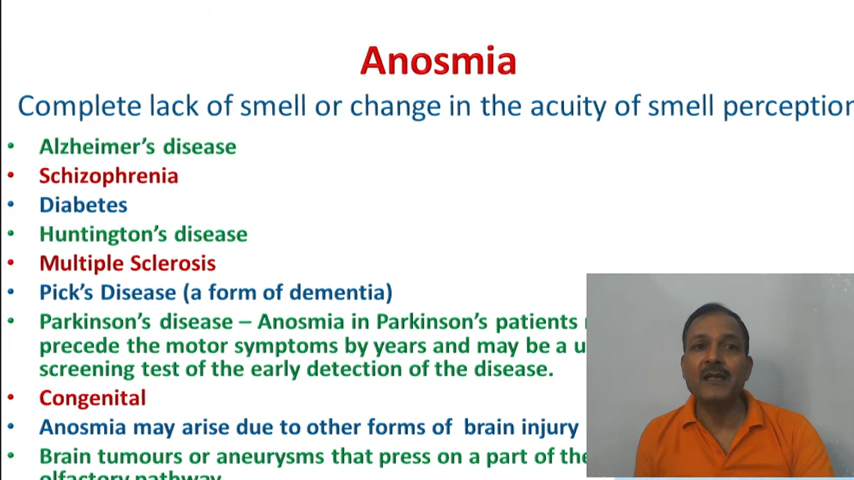 Anosmia
Complete lack of smell or change in the acuity of smell perception
• Alzheimer's disease
• Schizophrenia
• Diabetes
• Huntington's disease
• Multiple Sclerosis
• Pick's Disease (a form of dementia)
• Parkinson's disease – Anosmia in Parkinson's patients
precede the motor symptoms by years and may be a
screening test of the early detection of the disease.
• Congenital
• Anosmia may arise due to other forms of brain injury
• Brain tumours or aneurysms that press on a part of the
olfactory pathway